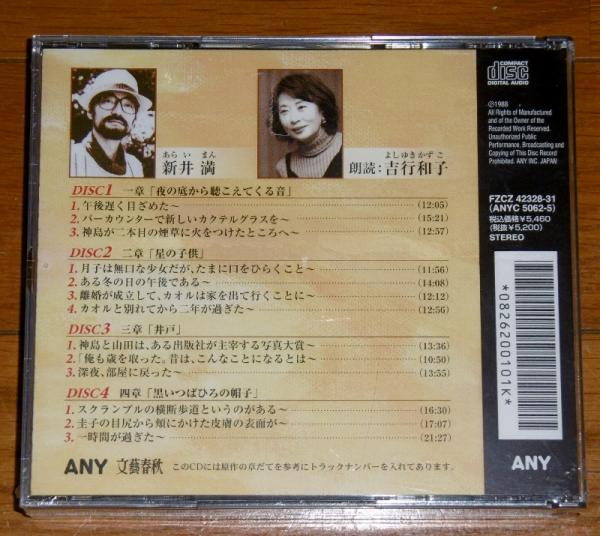 あらい まん
新井 満
よしゆきかずこ
朗読:吉行和子
DISC1 一章「夜の底から聴こえてくる音」
1.午後遅く目ざめた〜 (12:05)
2.バーカウンターで新しいカクテルグラスを〜 (15:21)
3.神島が二本目の煙草に火をつけたところへ〜 (12:57)
DISC2 二章「星の子供」
1.月子は無口な少女だが、たまに口をひらくこと〜 (11:56)
2.ある冬の日の午後である〜 (14:08)
3.離婚が成立して、カオルは家を出て行くことに〜 (12:12)
4.カオルと別れてから二年が過ぎた〜 (12:56)
DISC3 三章「井戸」
1.神島と山田は、ある出版社が主宰する写真大賞〜 (13:36)
2.「俺も歳を取った。昔は、こんなことになるとは〜 (10:50)
3.深夜、部屋に戻った〜 (13:55)
DISC4 四章「黒いつばひろの帽子」
1.スクランブルの横断歩道というのがある〜 (16:30)
2.圭子の目尻から頬にかけた皮膚の表面が〜 (17:07)
3.一時間が過ぎた〜 (21:27)
ANY 文藝春秋 このCDには原作の章だてを参考にトラックナンバーを入れてあります。
COMPACT
disc
DIGITAL AUDIO
℗1988
All Rights of Manufactured
and of the Owner of the
Recorded Work Reserved.
Unauthorized Public
Performance, Broadcasting and
Copying of This Disc Record
Prohibited. ANY INC. JAPAN
FZCZ 42328-31
(ANYC 5062-5)
税込価格¥5,460
(税抜¥5,200)
STEREO
*0826200101K*
ANY